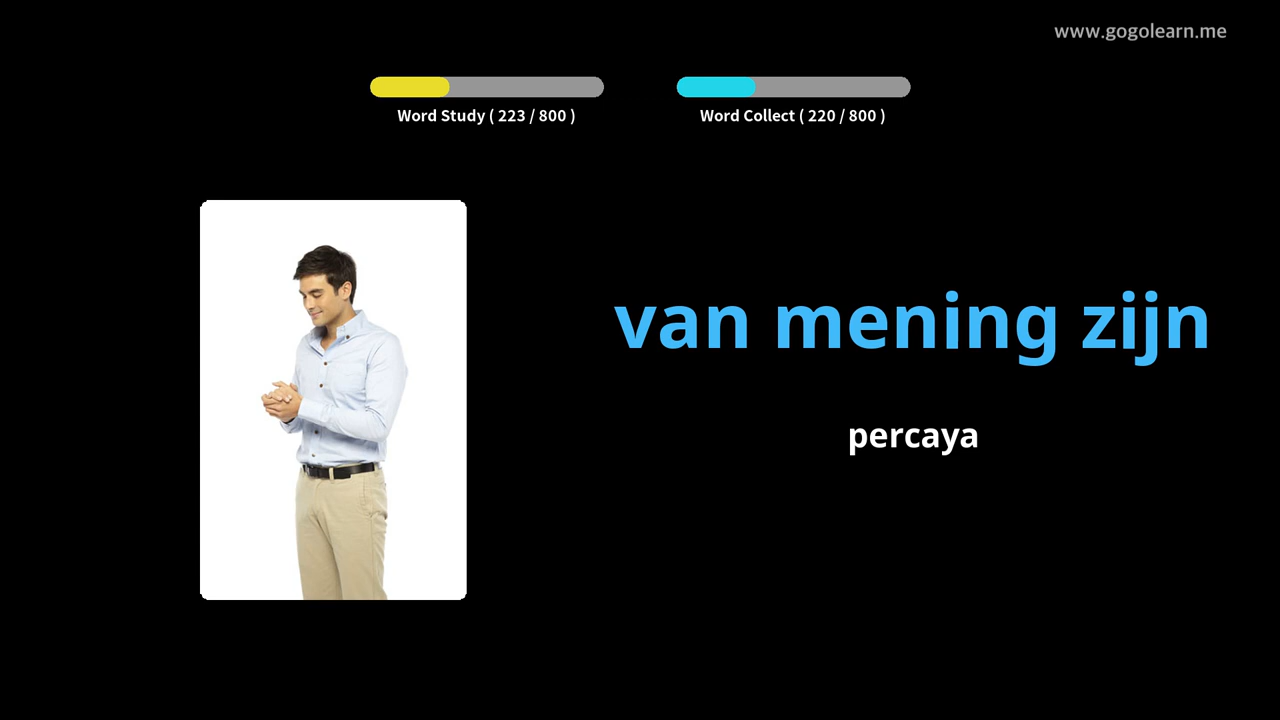 www.gogolearn.me
Word Study ( 223 / 800 )
Word Collect ( 220 / 800 )
van mening zijn
percaya